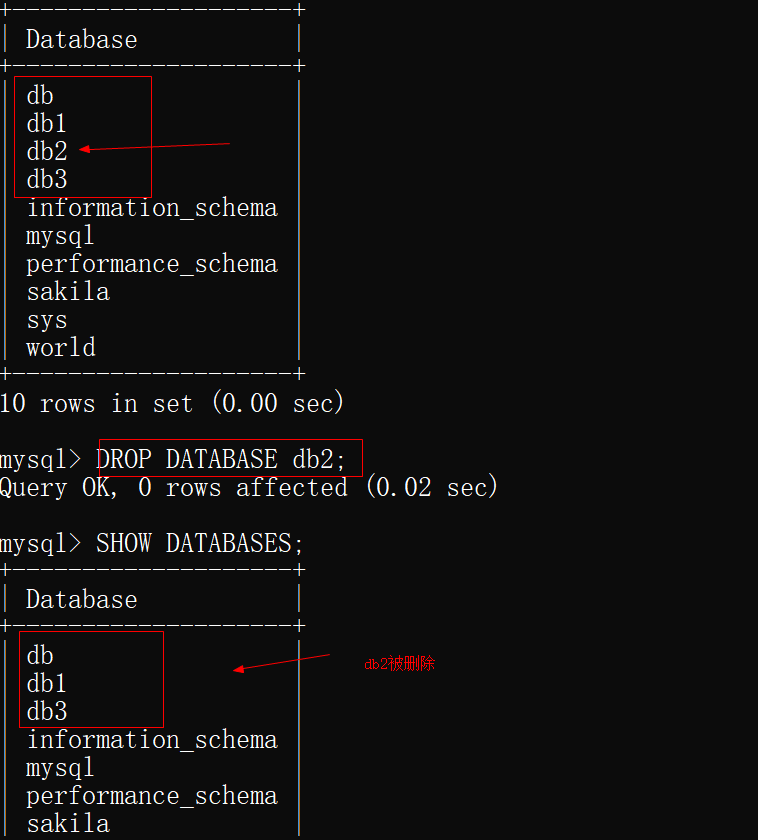 +--------------------+
| Database           |
+--------------------+
| db                 |
| db1                |
| db2                |
| db3                |
| information_schema |
| mysql              |
| performance_schema |
| sakila             |
| sys                |
| world              |
+--------------------+
10 rows in set (0.00 sec)
mysql> DROP DATABASE db2;
Query OK, 0 rows affected (0.02 sec)
mysql> SHOW DATABASES;
+--------------------+
| Database           |
+--------------------+
| db                 |
db2被删除
| db1                |
| db3                |
| information_schema |
| mysql              |
| performance_schema |
| sakila             |